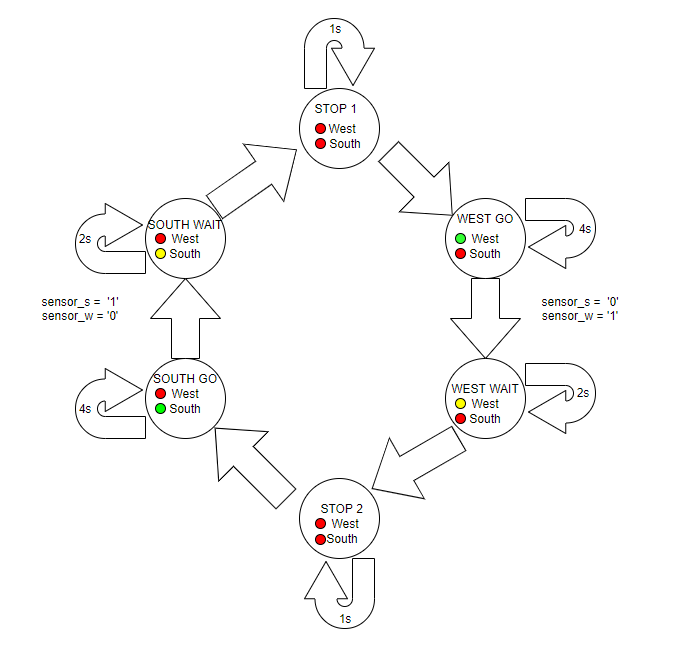 1s
STOP 1
West
South
WEST GO
West
South
4s
SOUTH WAIT
West
South
2s
sensor_s = '1'
sensor_w = '0'
sensor_s = '0'
sensor_w = '1'
SOUTH GO
West
South
4s
WEST WAIT
West
South
2s
STOP 2
West
South
1s